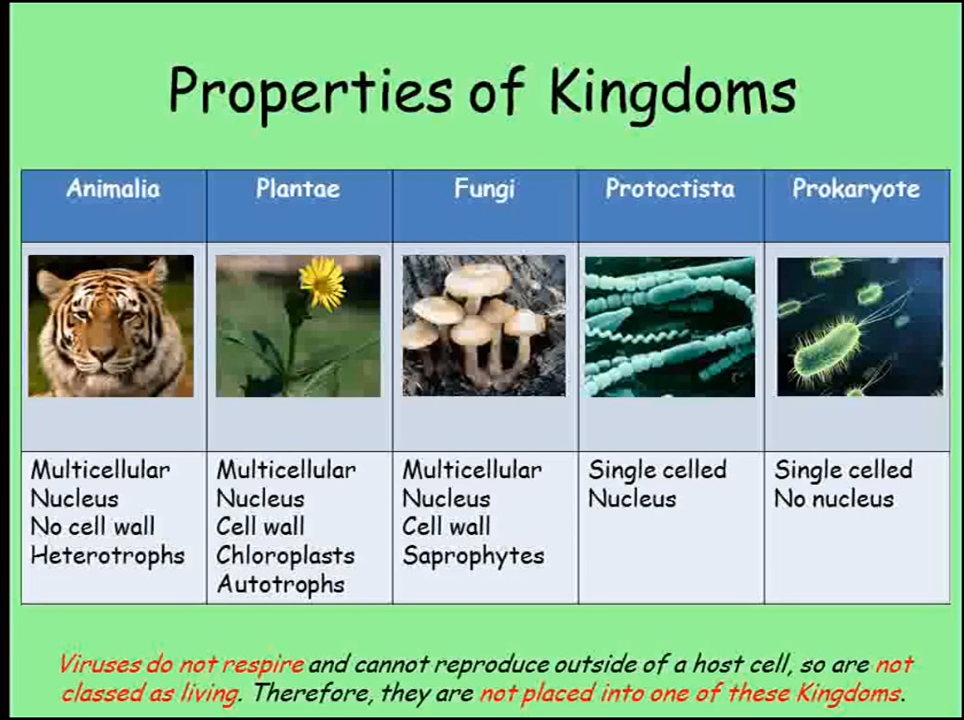 Properties of Kingdoms
Animalia Plantae Fungi Protoctista Prokaryote
Multicellular
Nucleus
No cell wall
Heterotrophs
Multicellular
Nucleus
Cell wall
Chloroplasts
Autotrophs
Multicellular
Nucleus
Cell wall
Saprophytes
Single celled
Nucleus
Single celled
No nucleus
Viruses do not respire and cannot reproduce outside of a host cell, so are not
classed as living. Therefore, they are not placed into one of these Kingdoms.